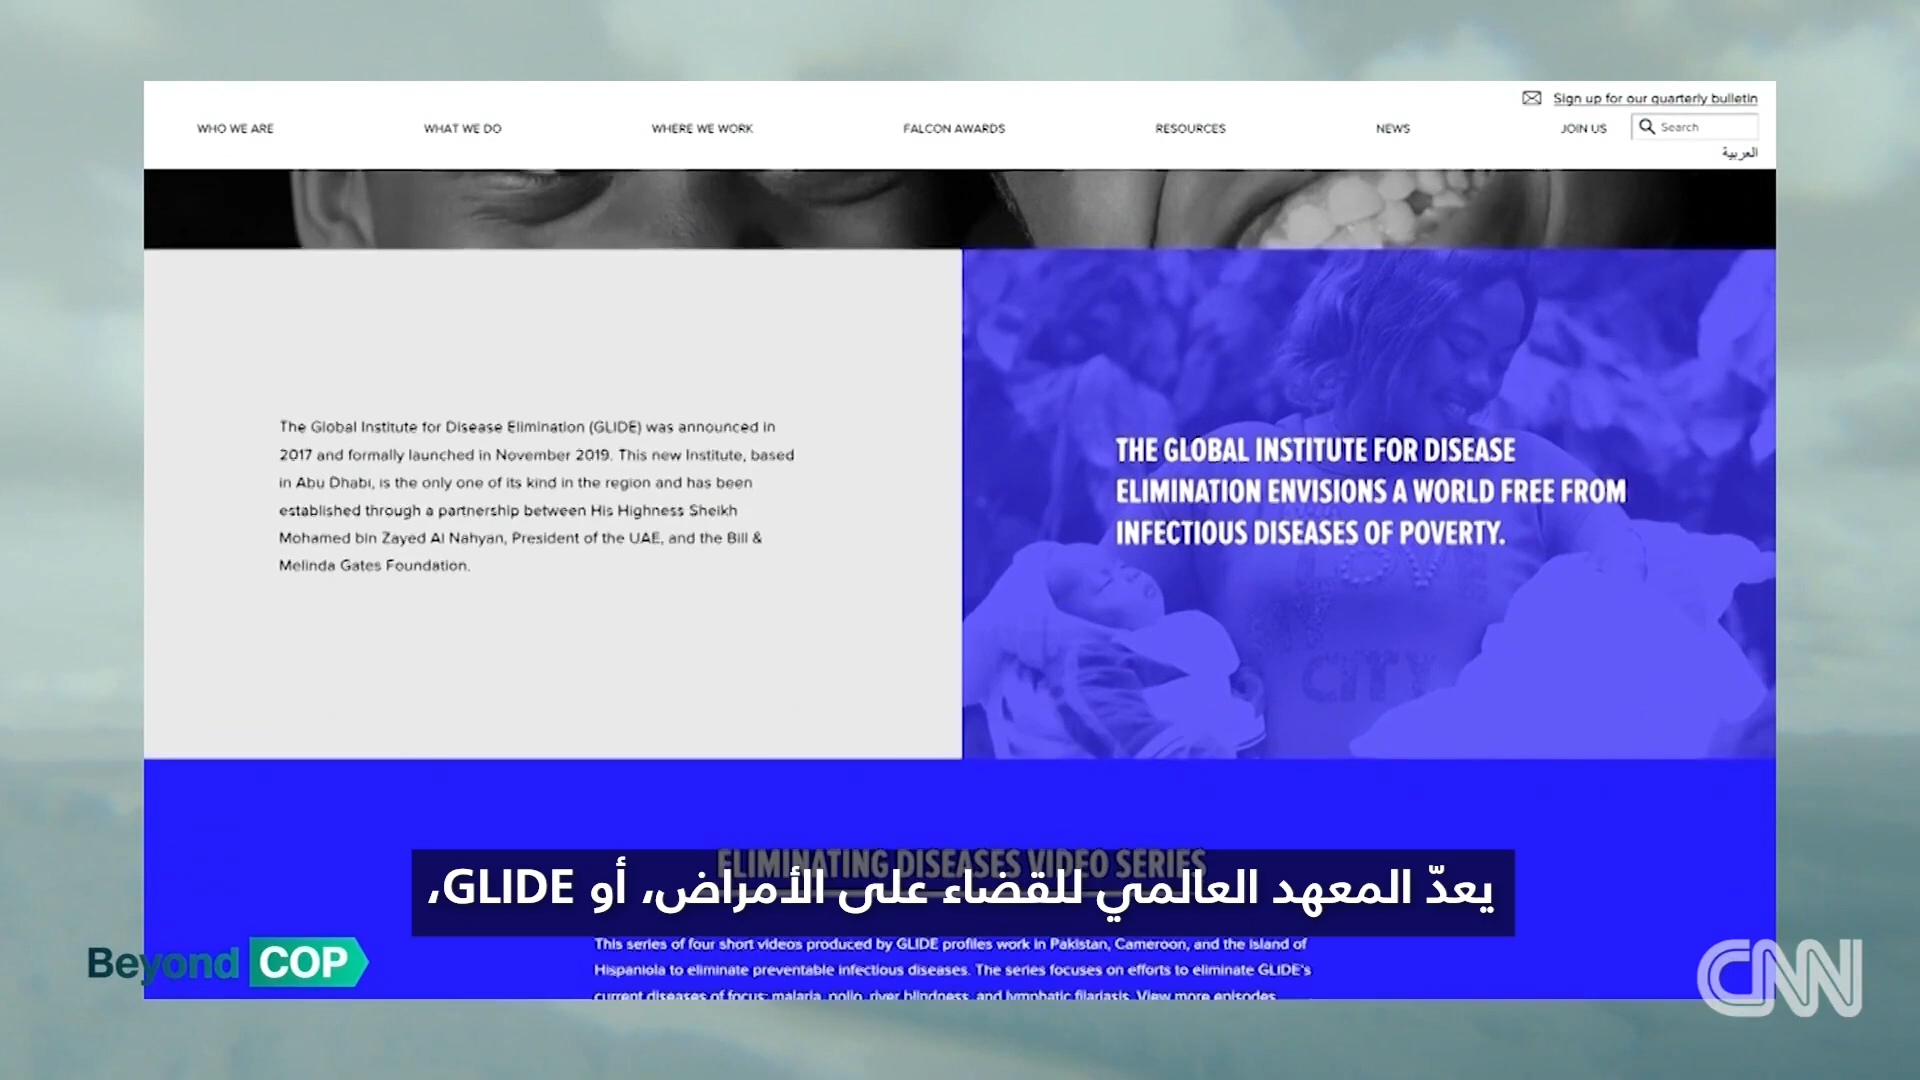 Sign up for our quarterly bulletin
WHO WE ARE
WHAT WE DO
WHERE WE WORK
FALCON AWARDS
RESOURCES
NEWS
JOIN US
Search
العربية
The Global Institute for Disease Elimination (GLIDE) was announced in
2017 and formally launched in November 2019. This new Institute, based
in Abu Dhabi, is the only one of its kind in the region and has been
established through a partnership between His Highness Sheikh
Mohamed bin Zayed Al Nahyan, President of the UAE, and the Bill &
Melinda Gates Foundation.
THE GLOBAL INSTITUTE FOR DISEASE
ELIMINATION ENVISIONS A WORLD FREE FROM
INFECTIOUS DISEASES OF POVERTY.
LOVE
CITY
ELIMINATING DISEASES VIDEO SERIES
يعدّ المعهد العالمي للقضاء على الأمراض، أو GLIDE،
This series of four short videos produced by GLIDE profiles work in Pakistan, Cameroon, and the island of
Hispaniola to eliminate preventable infectious diseases. The series focuses on efforts to eliminate GLIDE's
current diseases of focus: malaria, polio, river blindness, and lymphatic filariasis. View more episodes
Beyond COP
CNN